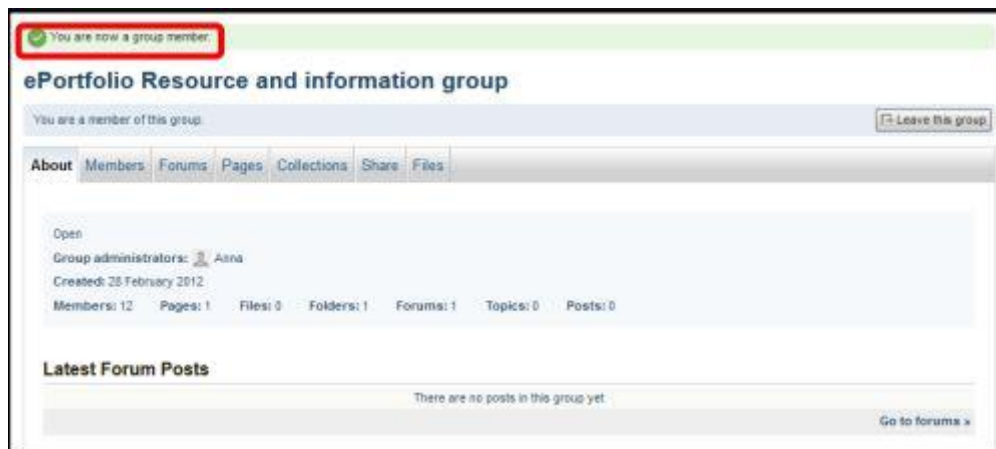 You are now a group member.
ePortfolio Resource and information group
You are a member of this group.
Leave this group
About Members Forums Pages Collections Share Files
Open
Group administrators: Anna
Created: 28 February 2012
Members: 12 Pages: 1 Files: 0 Folders: 1 Forums: 1 Topics: 0 Posts: 0
Latest Forum Posts
There are no posts in this group yet
Go to forums »